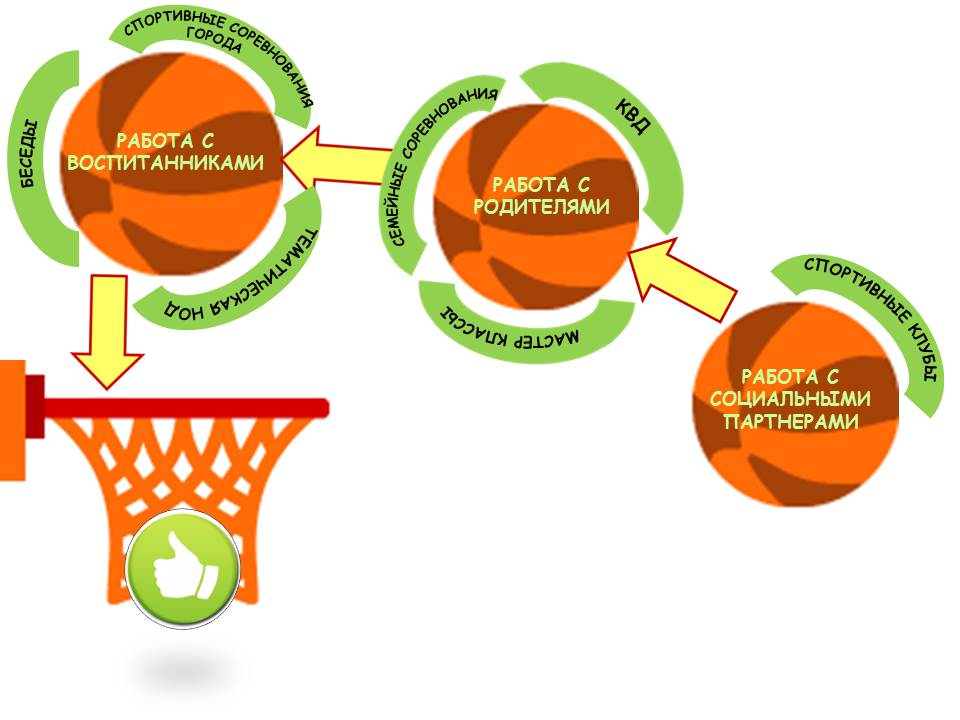 СПОРТИВНЫЕ СОРЕВНОВАНИЯ
ГОРОДА
БЕСЕДЫ
РАБОТА С
ВОСПИТАННИКАМИ
ТЕМАТИЧЕСКАЯ НОД
СЕМЕЙНЫЕ СОРЕВНОВАНИЯ
КВД
РАБОТА С
РОДИТЕЛЯМИ
МАСТЕР КЛАССЫ
СПОРТИВНЫЕ КЛУБЫ
РАБОТА С
СОЦИАЛЬНЫМИ
ПАРТНЕРАМИ